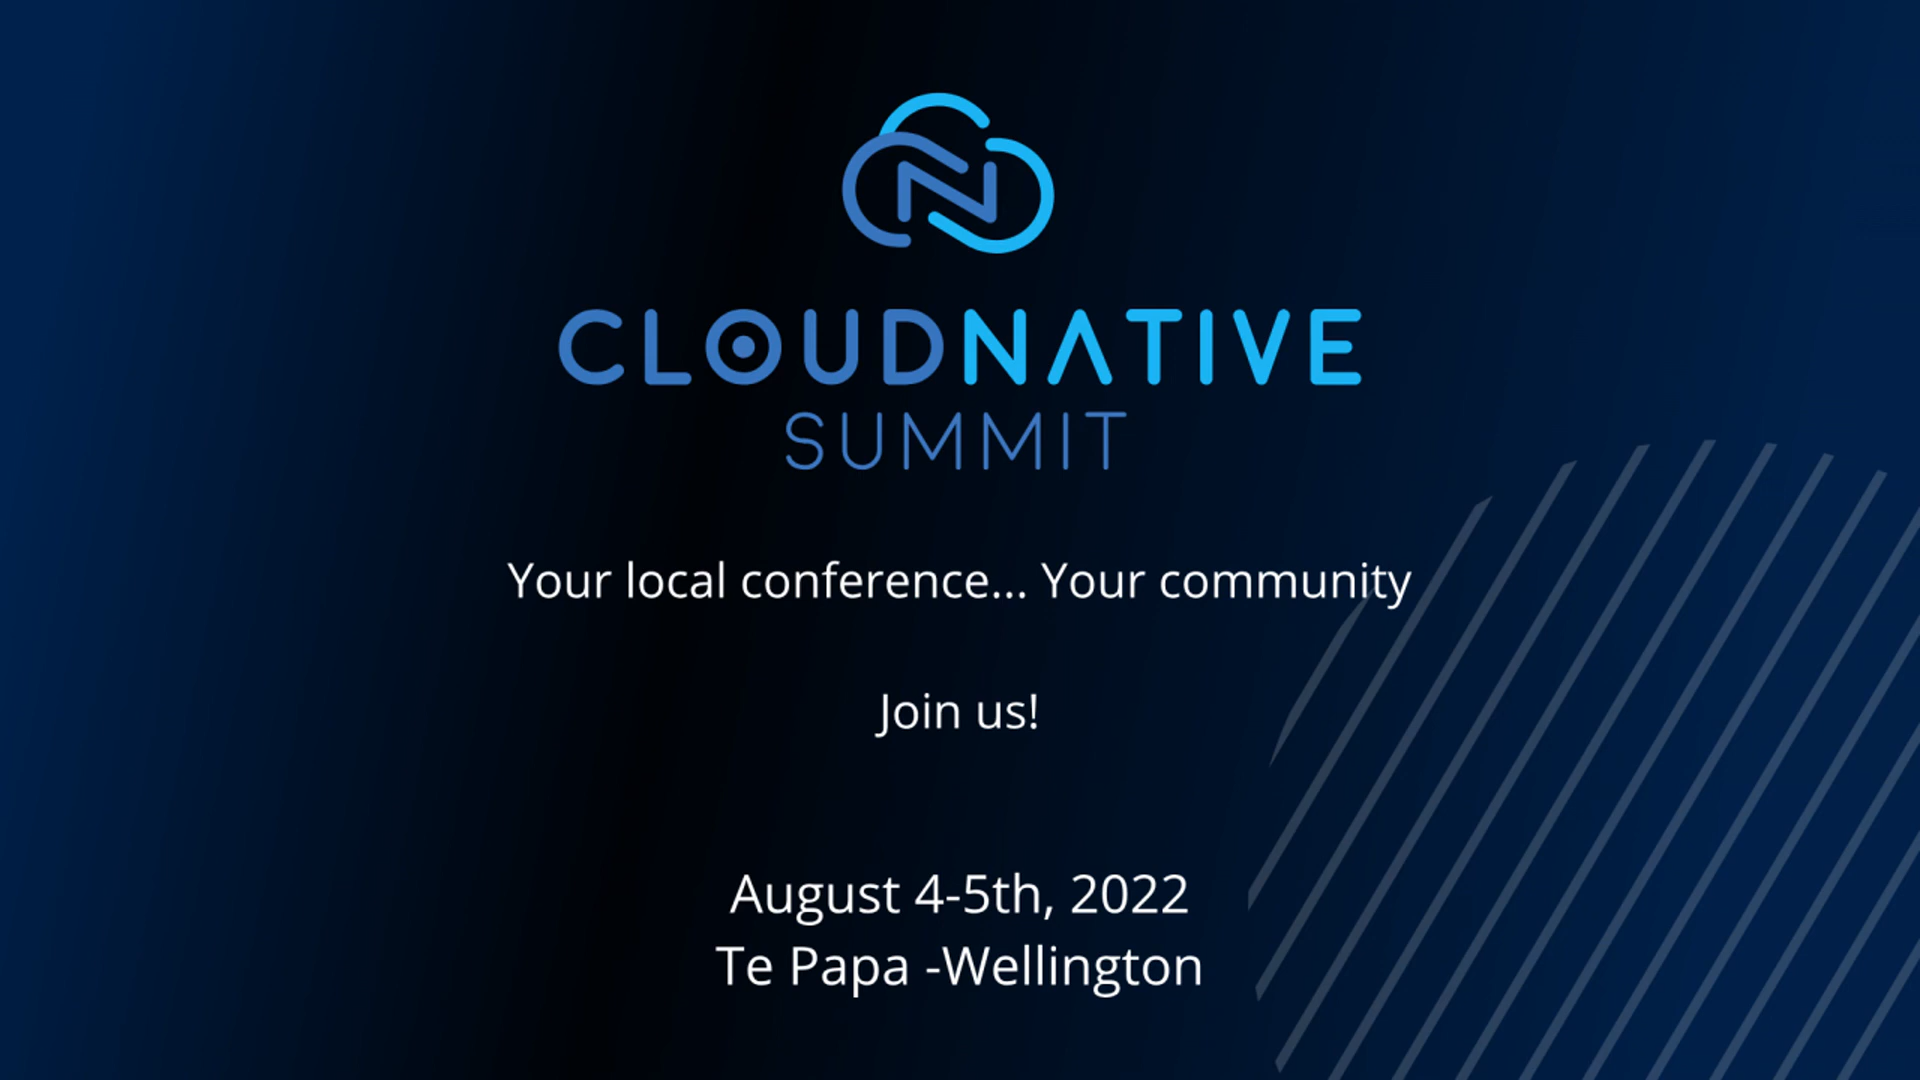 CLOUDNATIVE
SUMMIT
Your local conference... Your community
Join us!
August 4-5th, 2022
Te Papa -Wellington